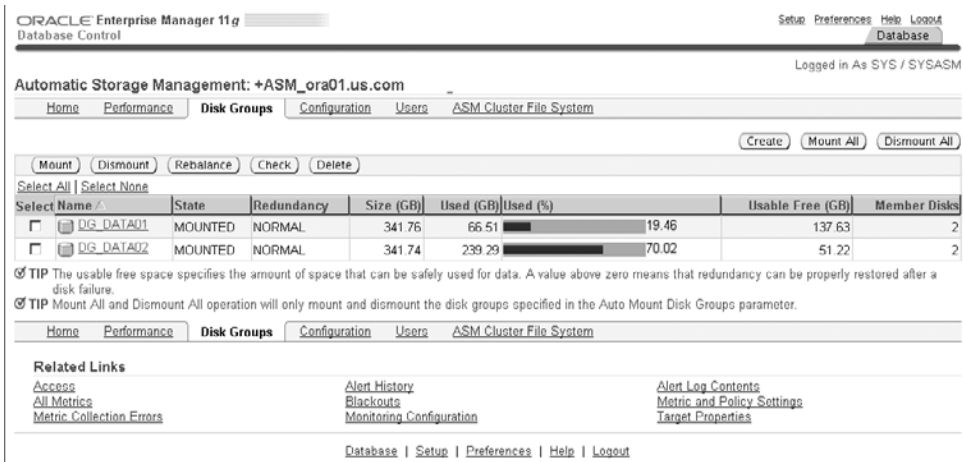 ORACLE Enterprise Manager 11g
Database Control
Setup Preferences Help Logout
Database
Logged in As SYS / SYSASM
Automatic Storage Management: +ASM_ora01.us.com
Home Performance Disk Groups Configuration Users ASM Cluster File System
Create Mount All Dismount All
Mount Dismount Rebalance Check Delete
Select All | Select None
Select Name State Redundancy Size (GB) Used (GB) Used (%) Usable Free (GB) Member Disks
DG_DATA01 MOUNTED NORMAL 341.76 66.51 19.46 137.63 2
DG_DATA02 MOUNTED NORMAL 341.74 239.29 70.02 51.22 2
TIP The usable free space specifies the amount of space that can be safely used for data. A value above zero means that redundancy can be properly restored after a
disk failure.
TIP Mount All and Dismount All operation will only mount and dismount the disk groups specified in the Auto Mount Disk Groups parameter.
Home Performance Disk Groups Configuration Users ASM Cluster File System
Related Links
Access Alert History Alert Log Contents
All Metrics Blackouts Metric and Policy Settings
Metric Collection Errors Monitoring Configuration Target Properties
Database | Setup | Preferences | Help | Logout